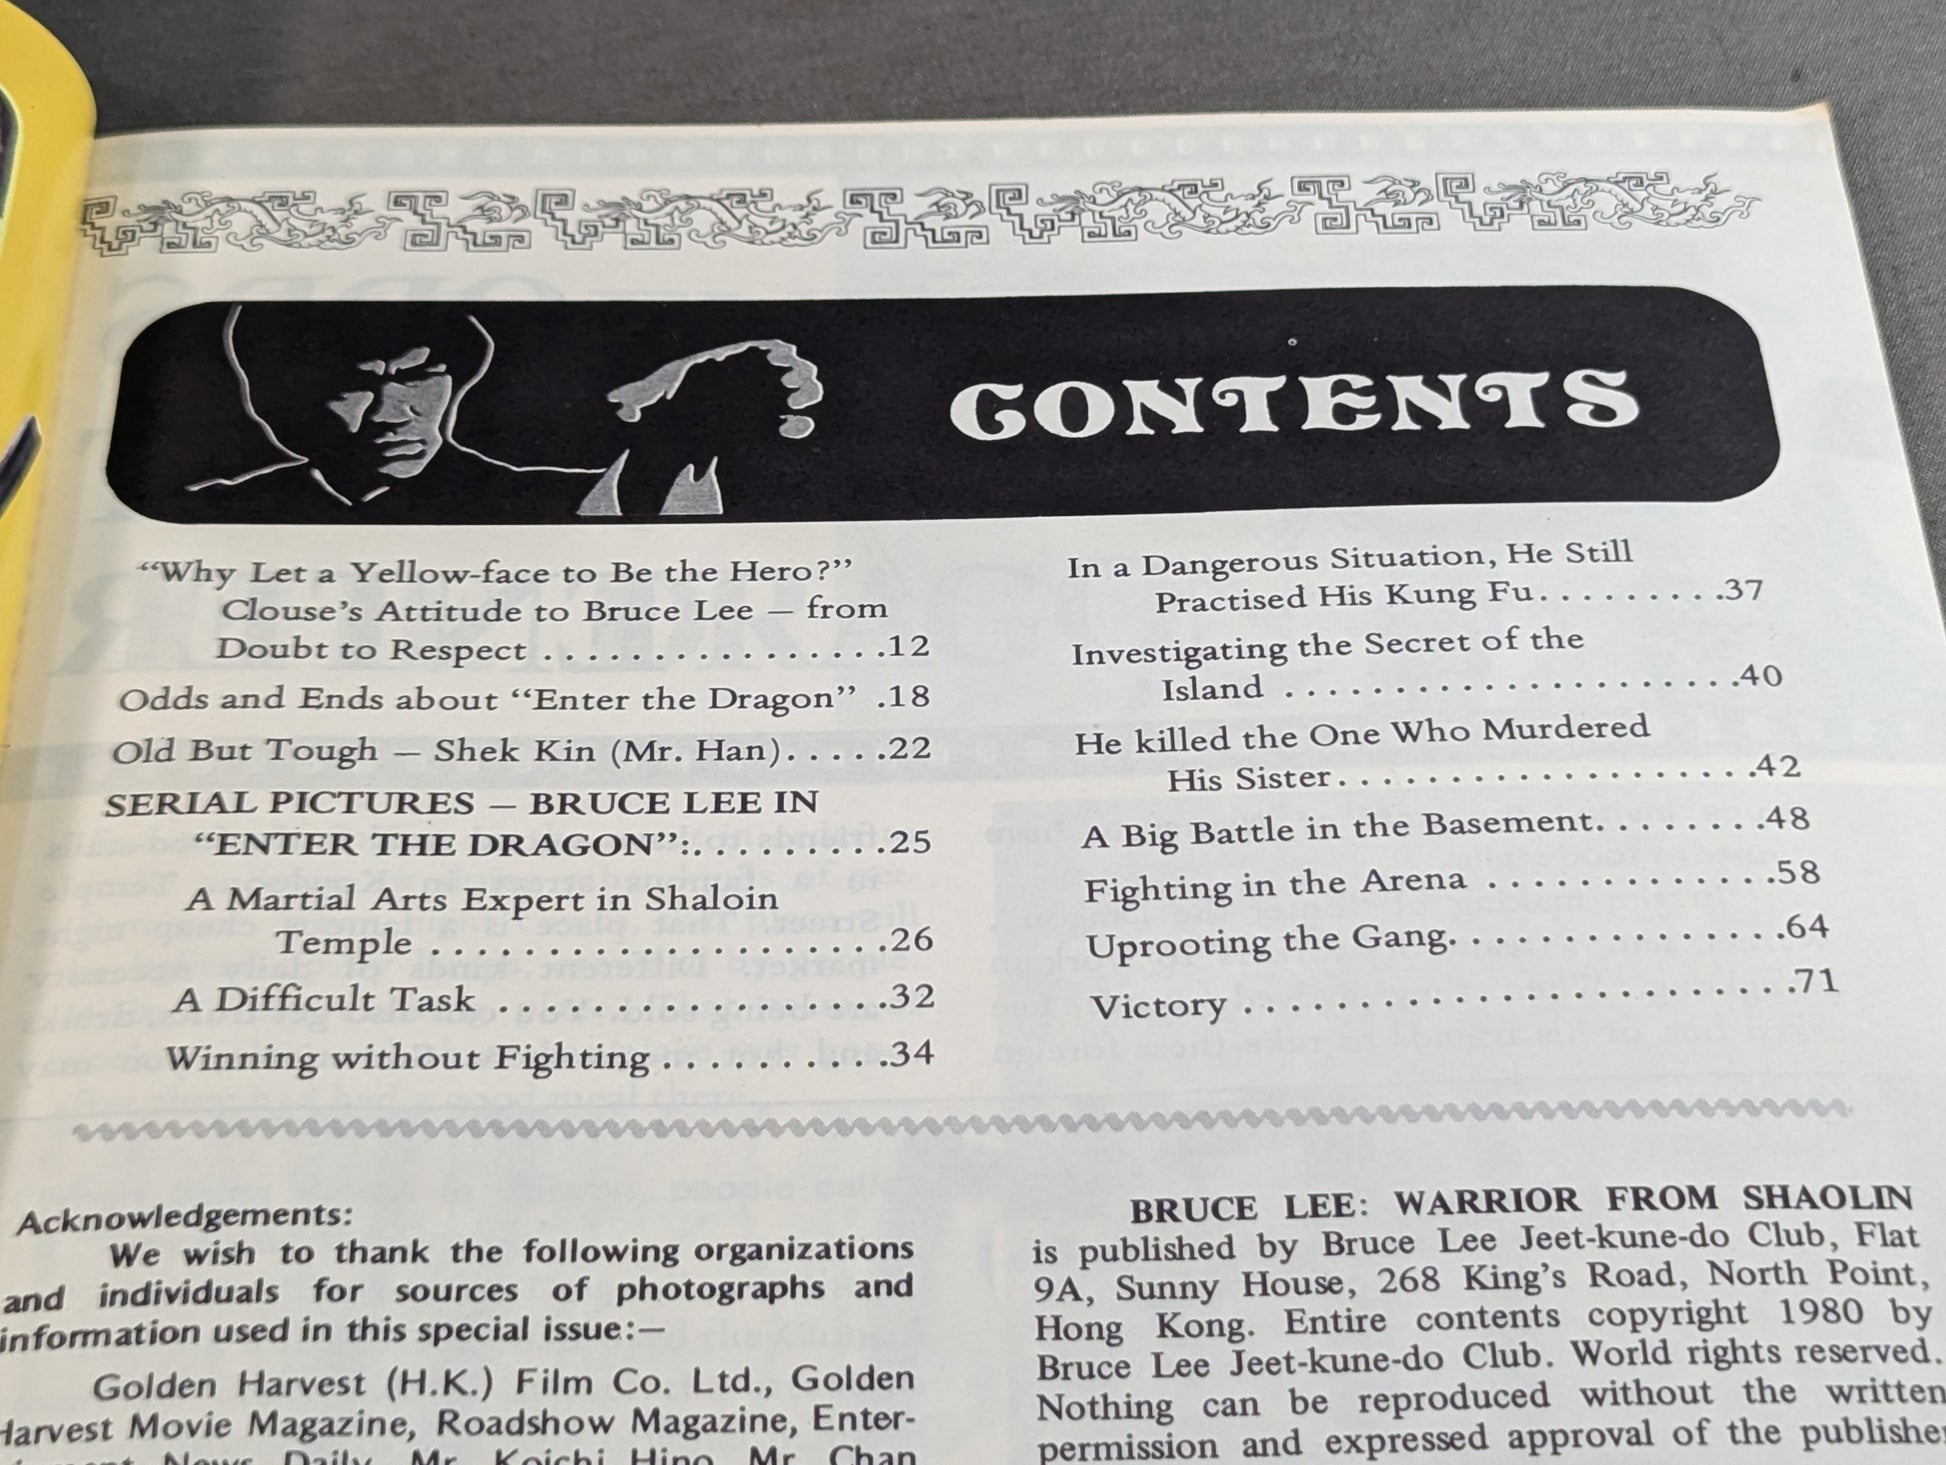 CONTENTS
“Why Let a Yellow-face to Be the Hero?”
Clouse’s Attitude to Bruce Lee — from
Doubt to Respect . . . . . . . . . . . . . . . .12
Odds and Ends about “Enter the Dragon” .18
Old But Tough — Shek Kin (Mr. Han). . . . .22
SERIAL PICTURES — BRUCE LEE IN
“ENTER THE DRAGON”:. . . . . . . . .25
A Martial Arts Expert in Shaloin
Temple . . . . . . . . . . . . . . . . . . . . .26
A Difficult Task . . . . . . . . . . . . . . . . .32
Winning without Fighting . . . . . . . . . .34
In a Dangerous Situation, He Still
Practised His Kung Fu. . . . . . . . .37
Investigating the Secret of the
Island . . . . . . . . . . . . . . . . . . . . .40
He killed the One Who Murdered
His Sister. . . . . . . . . . . . . . . . . . .42
A Big Battle in the Basement. . . . . . . .48
Fighting in the Arena . . . . . . . . . . . . .58
Uprooting the Gang. . . . . . . . . . . . . . .64
Victory . . . . . . . . . . . . . . . . . . . . . . . . .71
Acknowledgements:
We wish to thank the following organizations
and individuals for sources of photographs and
information used in this special issue:—
Golden Harvest (H.K.) Film Co. Ltd., Golden
Harvest Movie Magazine, Roadshow Magazine, Enter-
News Daily, Mr. Koichi Hino, Mr. Chan
BRUCE LEE: WARRIOR FROM SHAOLIN
is published by Bruce Lee Jeet-kune-do Club, Flat
9A, Sunny House, 268 King’s Road, North Point,
Hong Kong. Entire contents copyright 1980 by
Bruce Lee Jeet-kune-do Club. World rights reserved.
Nothing can be reproduced without the written
permission and expressed approval of the publishe